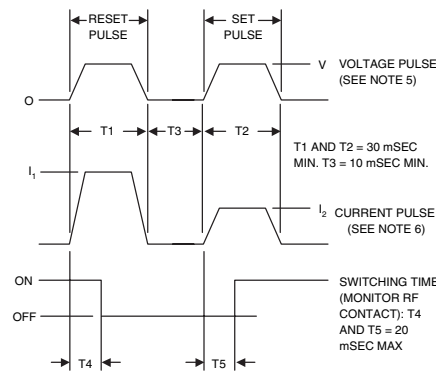 RESET
PULSE
SET
PULSE
V
VOLTAGE PULSE
(SEE NOTE 5)
O
T1
T3
T2
T1 AND T2 = 30 mSEC
MIN. T3 = 10 mSEC MIN.
I₁
I₂
CURRENT PULSE
(SEE NOTE 6)
ON
OFF
SWITCHING TIME
(MONITOR RF
CONTACT): T4
AND T5 = 20
mSEC MAX
T4
T5